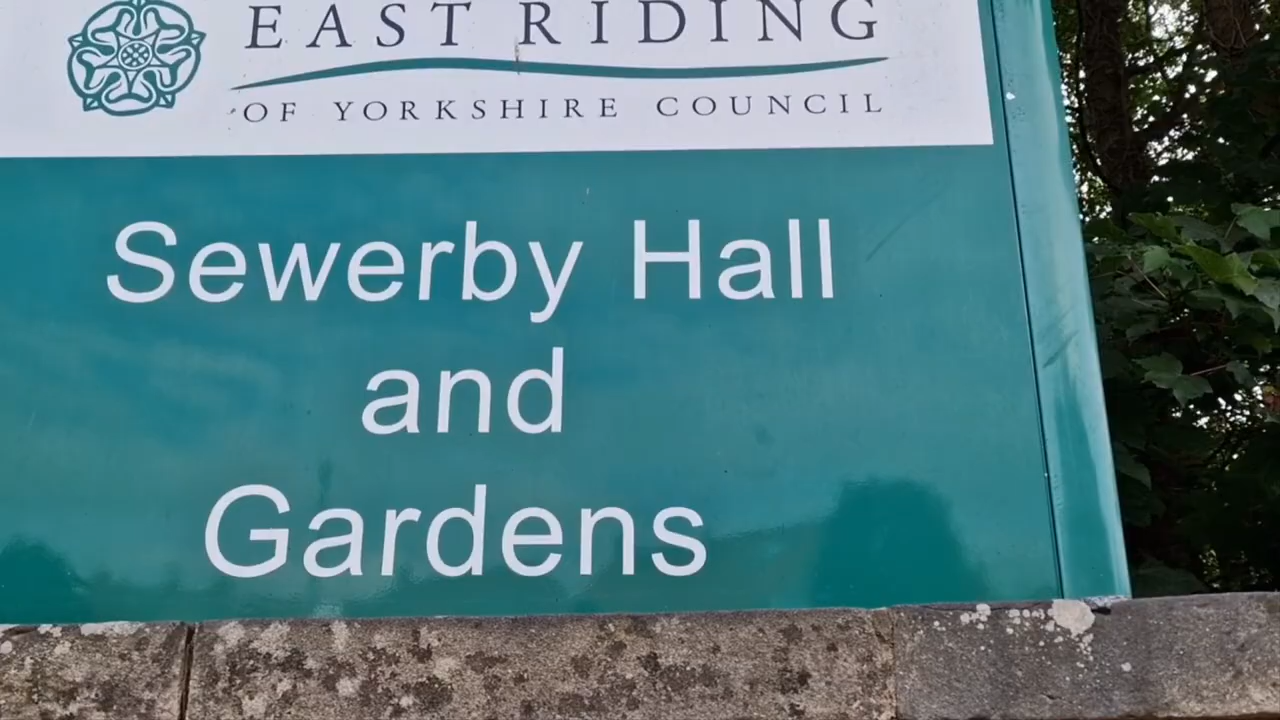 EAST RIDING
OF YORKSHIRE COUNCIL
Sewerby Hall
and
Gardens